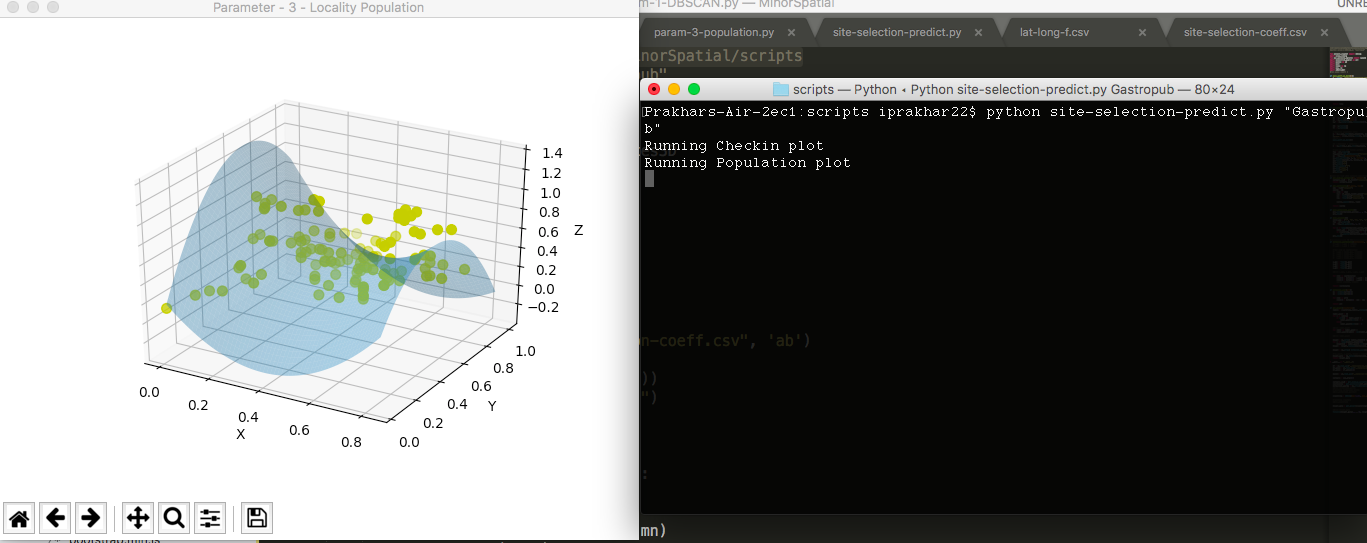 Parameter - 3 - Locality Population
m-1-DBSCAN.py — MinorSpatial
UNRE
param-3-population.py ×
site-selection-predict.py ×
lat-long-f.csv ×
site-selection-coeff.csv ×
inorSpatial/scripts
ub"
scripts — Python ◂ Python site-selection-predict.py Gastropub — 80×24
Prakhars-Air-2ec1:scripts iprakhar22$ python site-selection-predict.py "Gastropu
b"
Running Checkin plot
Running Population plot
n-coeff.csv", 'ab')
))
")
:
mn)
1.4
1.2
1.0
0.8
0.6
0.4
0.2
0.0
−0.2
Z
0.0
0.2
0.4
0.6
0.8
X
0.0
0.2
0.4
0.6
0.8
1.0
Y